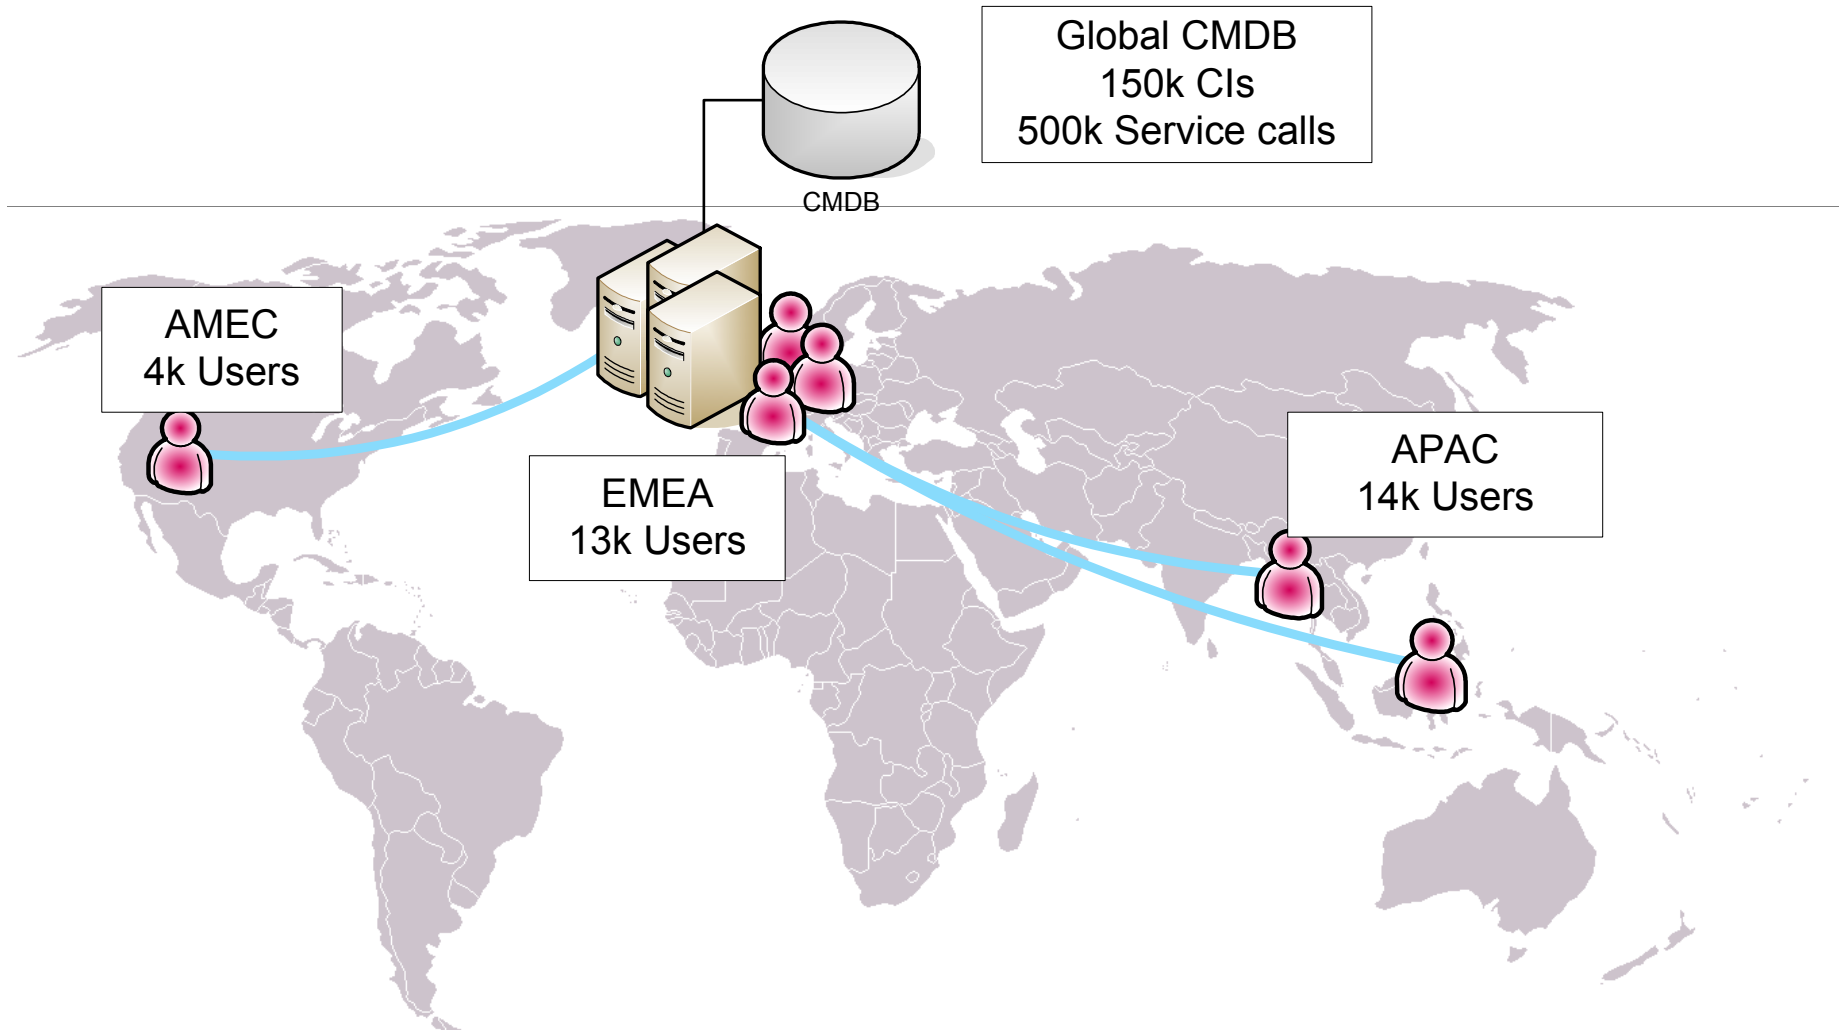 Global CMDB
150k CIs
500k Service calls
CMDB
AMEC
4k Users
EMEA
13k Users
APAC
14k Users